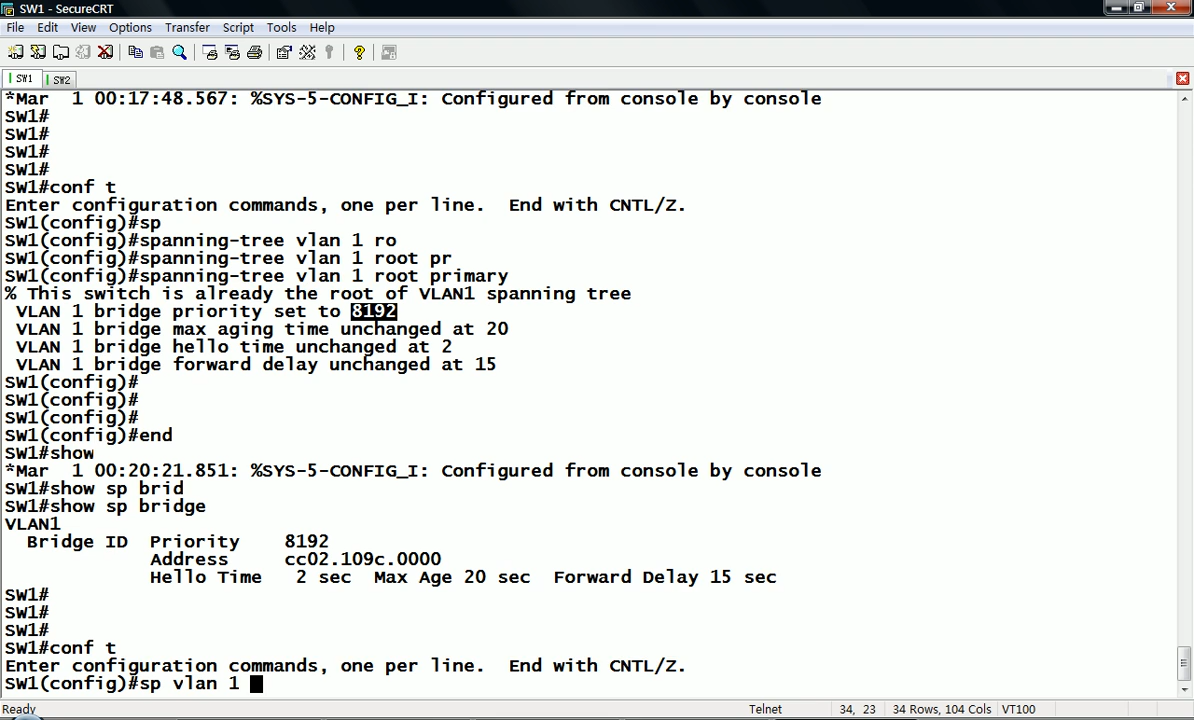 SW1 - SecureCRT
File Edit View Options Transfer Script Tools Help
SW1 SW2
*Mar  1 00:17:48.567: %SYS-5-CONFIG_I: Configured from console by console
SW1#
SW1#
SW1#
SW1#
SW1#conf t
Enter configuration commands, one per line.  End with CNTL/Z.
SW1(config)#sp
SW1(config)#spanning-tree vlan 1 ro
SW1(config)#spanning-tree vlan 1 root pr
SW1(config)#spanning-tree vlan 1 root primary
% This switch is already the root of VLAN1 spanning tree
 VLAN 1 bridge priority set to 8192
 VLAN 1 bridge max aging time unchanged at 20
 VLAN 1 bridge hello time unchanged at 2
 VLAN 1 bridge forward delay unchanged at 15
SW1(config)#
SW1(config)#
SW1(config)#
SW1(config)#end
SW1#show
*Mar  1 00:20:21.851: %SYS-5-CONFIG_I: Configured from console by console
SW1#show sp brid
SW1#show sp bridge
VLAN1
  Bridge ID  Priority    8192
             Address     cc02.109c.0000
             Hello Time   2 sec  Max Age 20 sec  Forward Delay 15 sec
SW1#
SW1#
SW1#
SW1#conf t
Enter configuration commands, one per line.  End with CNTL/Z.
SW1(config)#sp vlan 1
Ready Telnet 34, 23 34 Rows, 104 Cols VT100